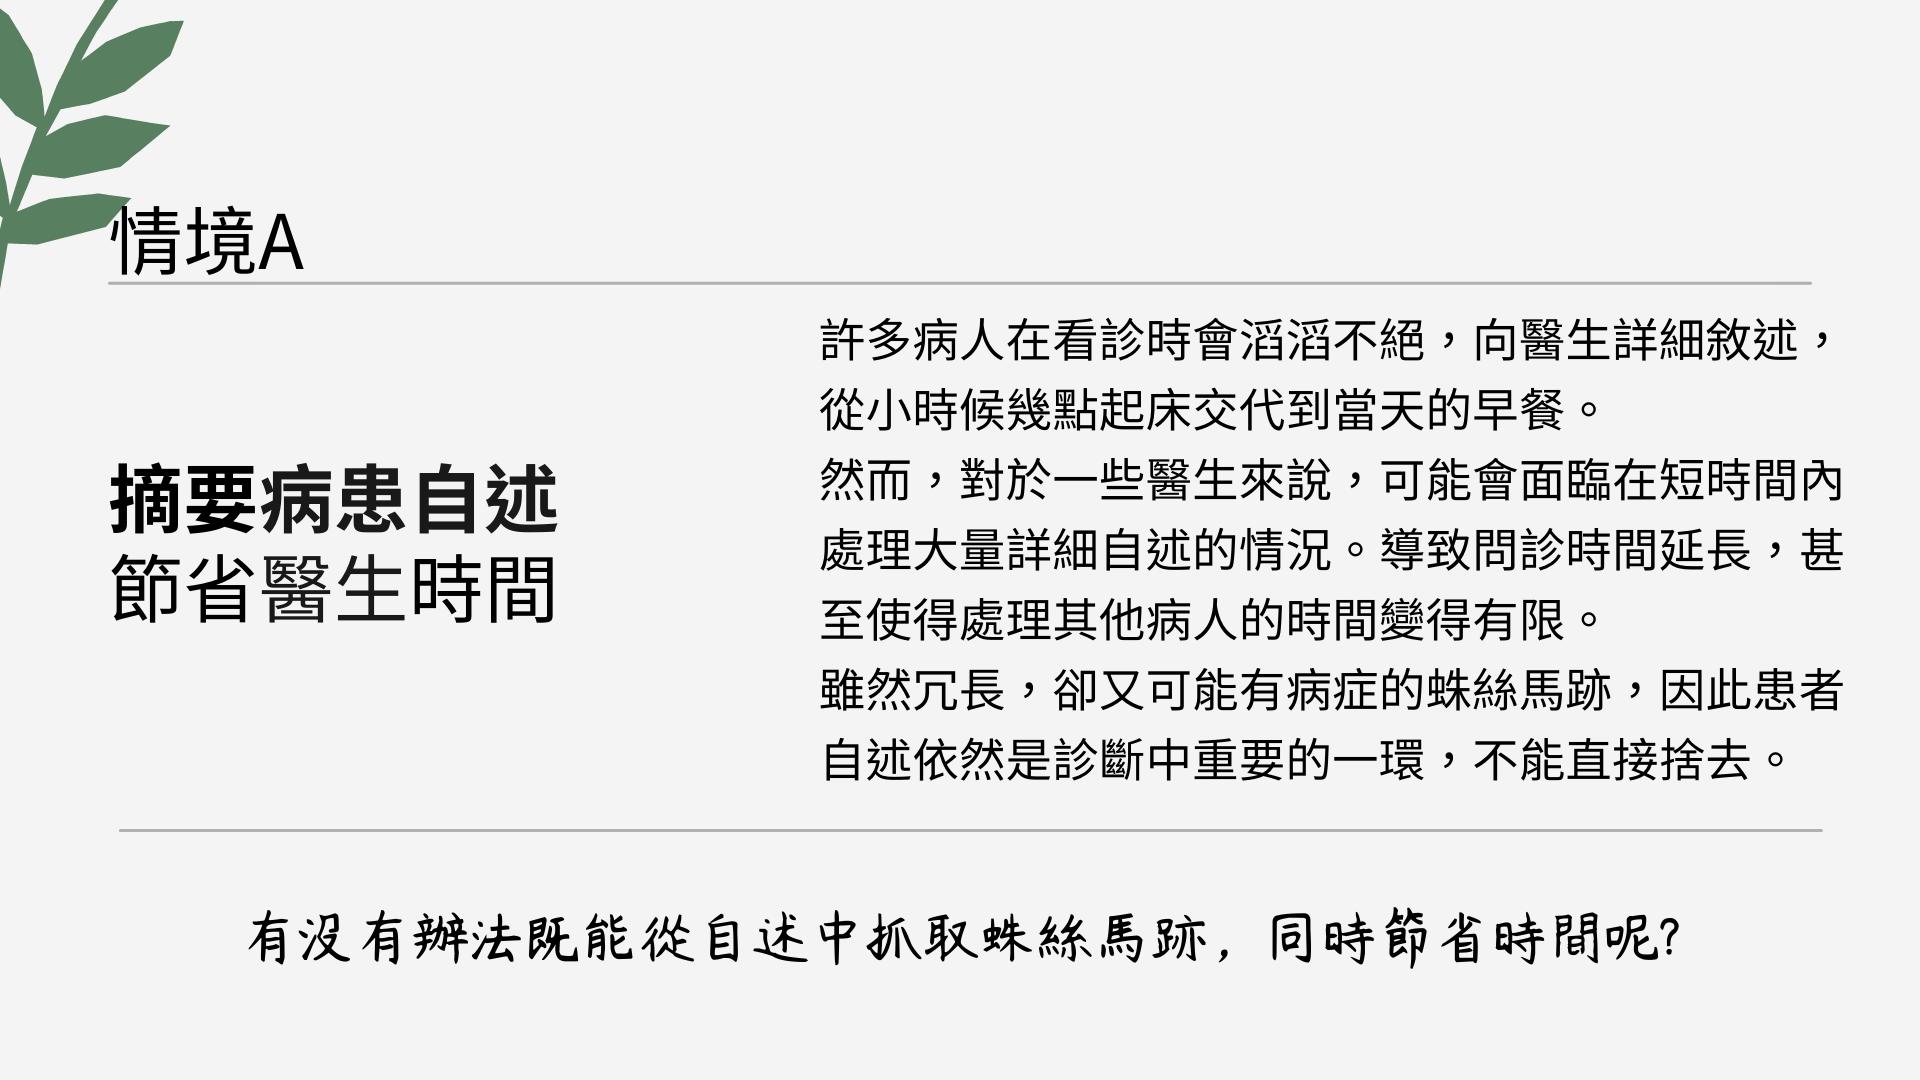 情境A
摘要病患自述
節省醫生時間
許多病人在看診時會滔滔不絕，向醫生詳細敘述，
從小時候幾點起床交代到當天的早餐。
然而，對於一些醫生來說，可能會面臨在短時間內
處理大量詳細自述的情況。導致問診時間延長，甚
至使得處理其他病人的時間變得有限。
雖然冗長，卻又可能有病症的蛛絲馬跡，因此患者
自述依然是診斷中重要的一環，不能直接捨去。
有沒有辦法既能從自述中抓取蛛絲馬跡, 同時節省時間呢?